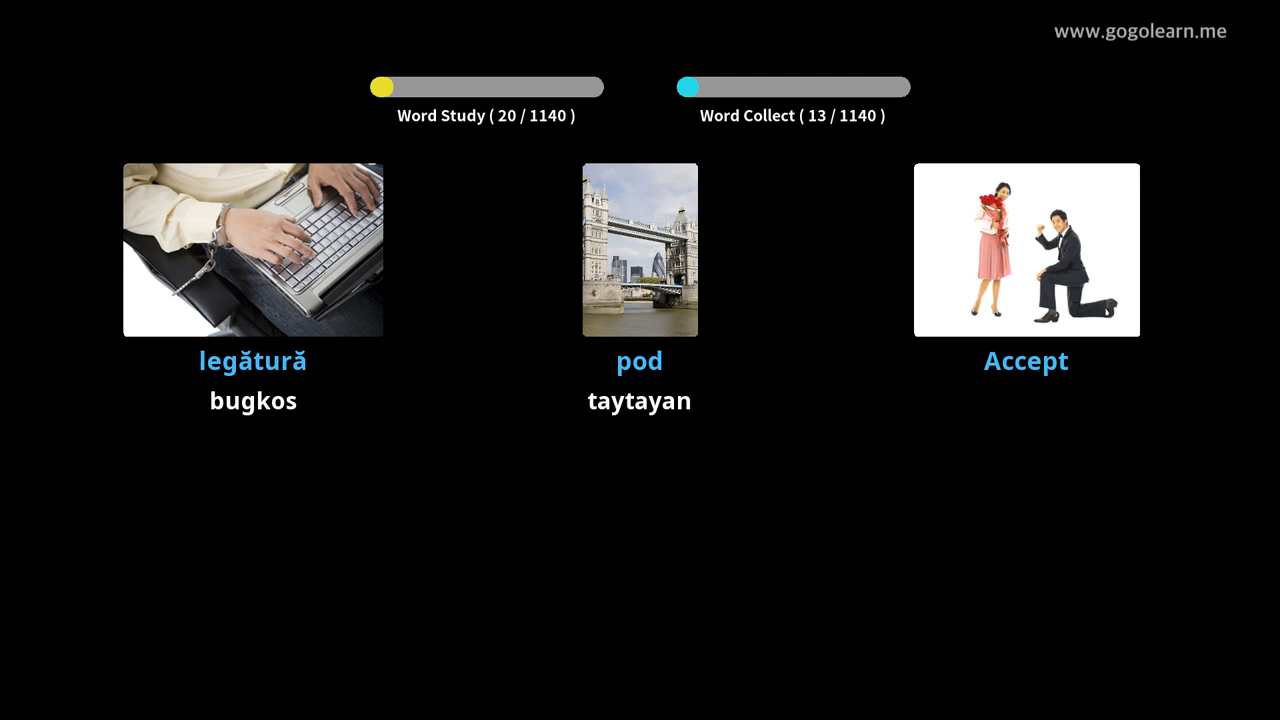 www.gogolearn.me
Word Study ( 20 / 1140 )
Word Collect ( 13 / 1140 )
legătură
pod
Accept
bugkos
taytayan